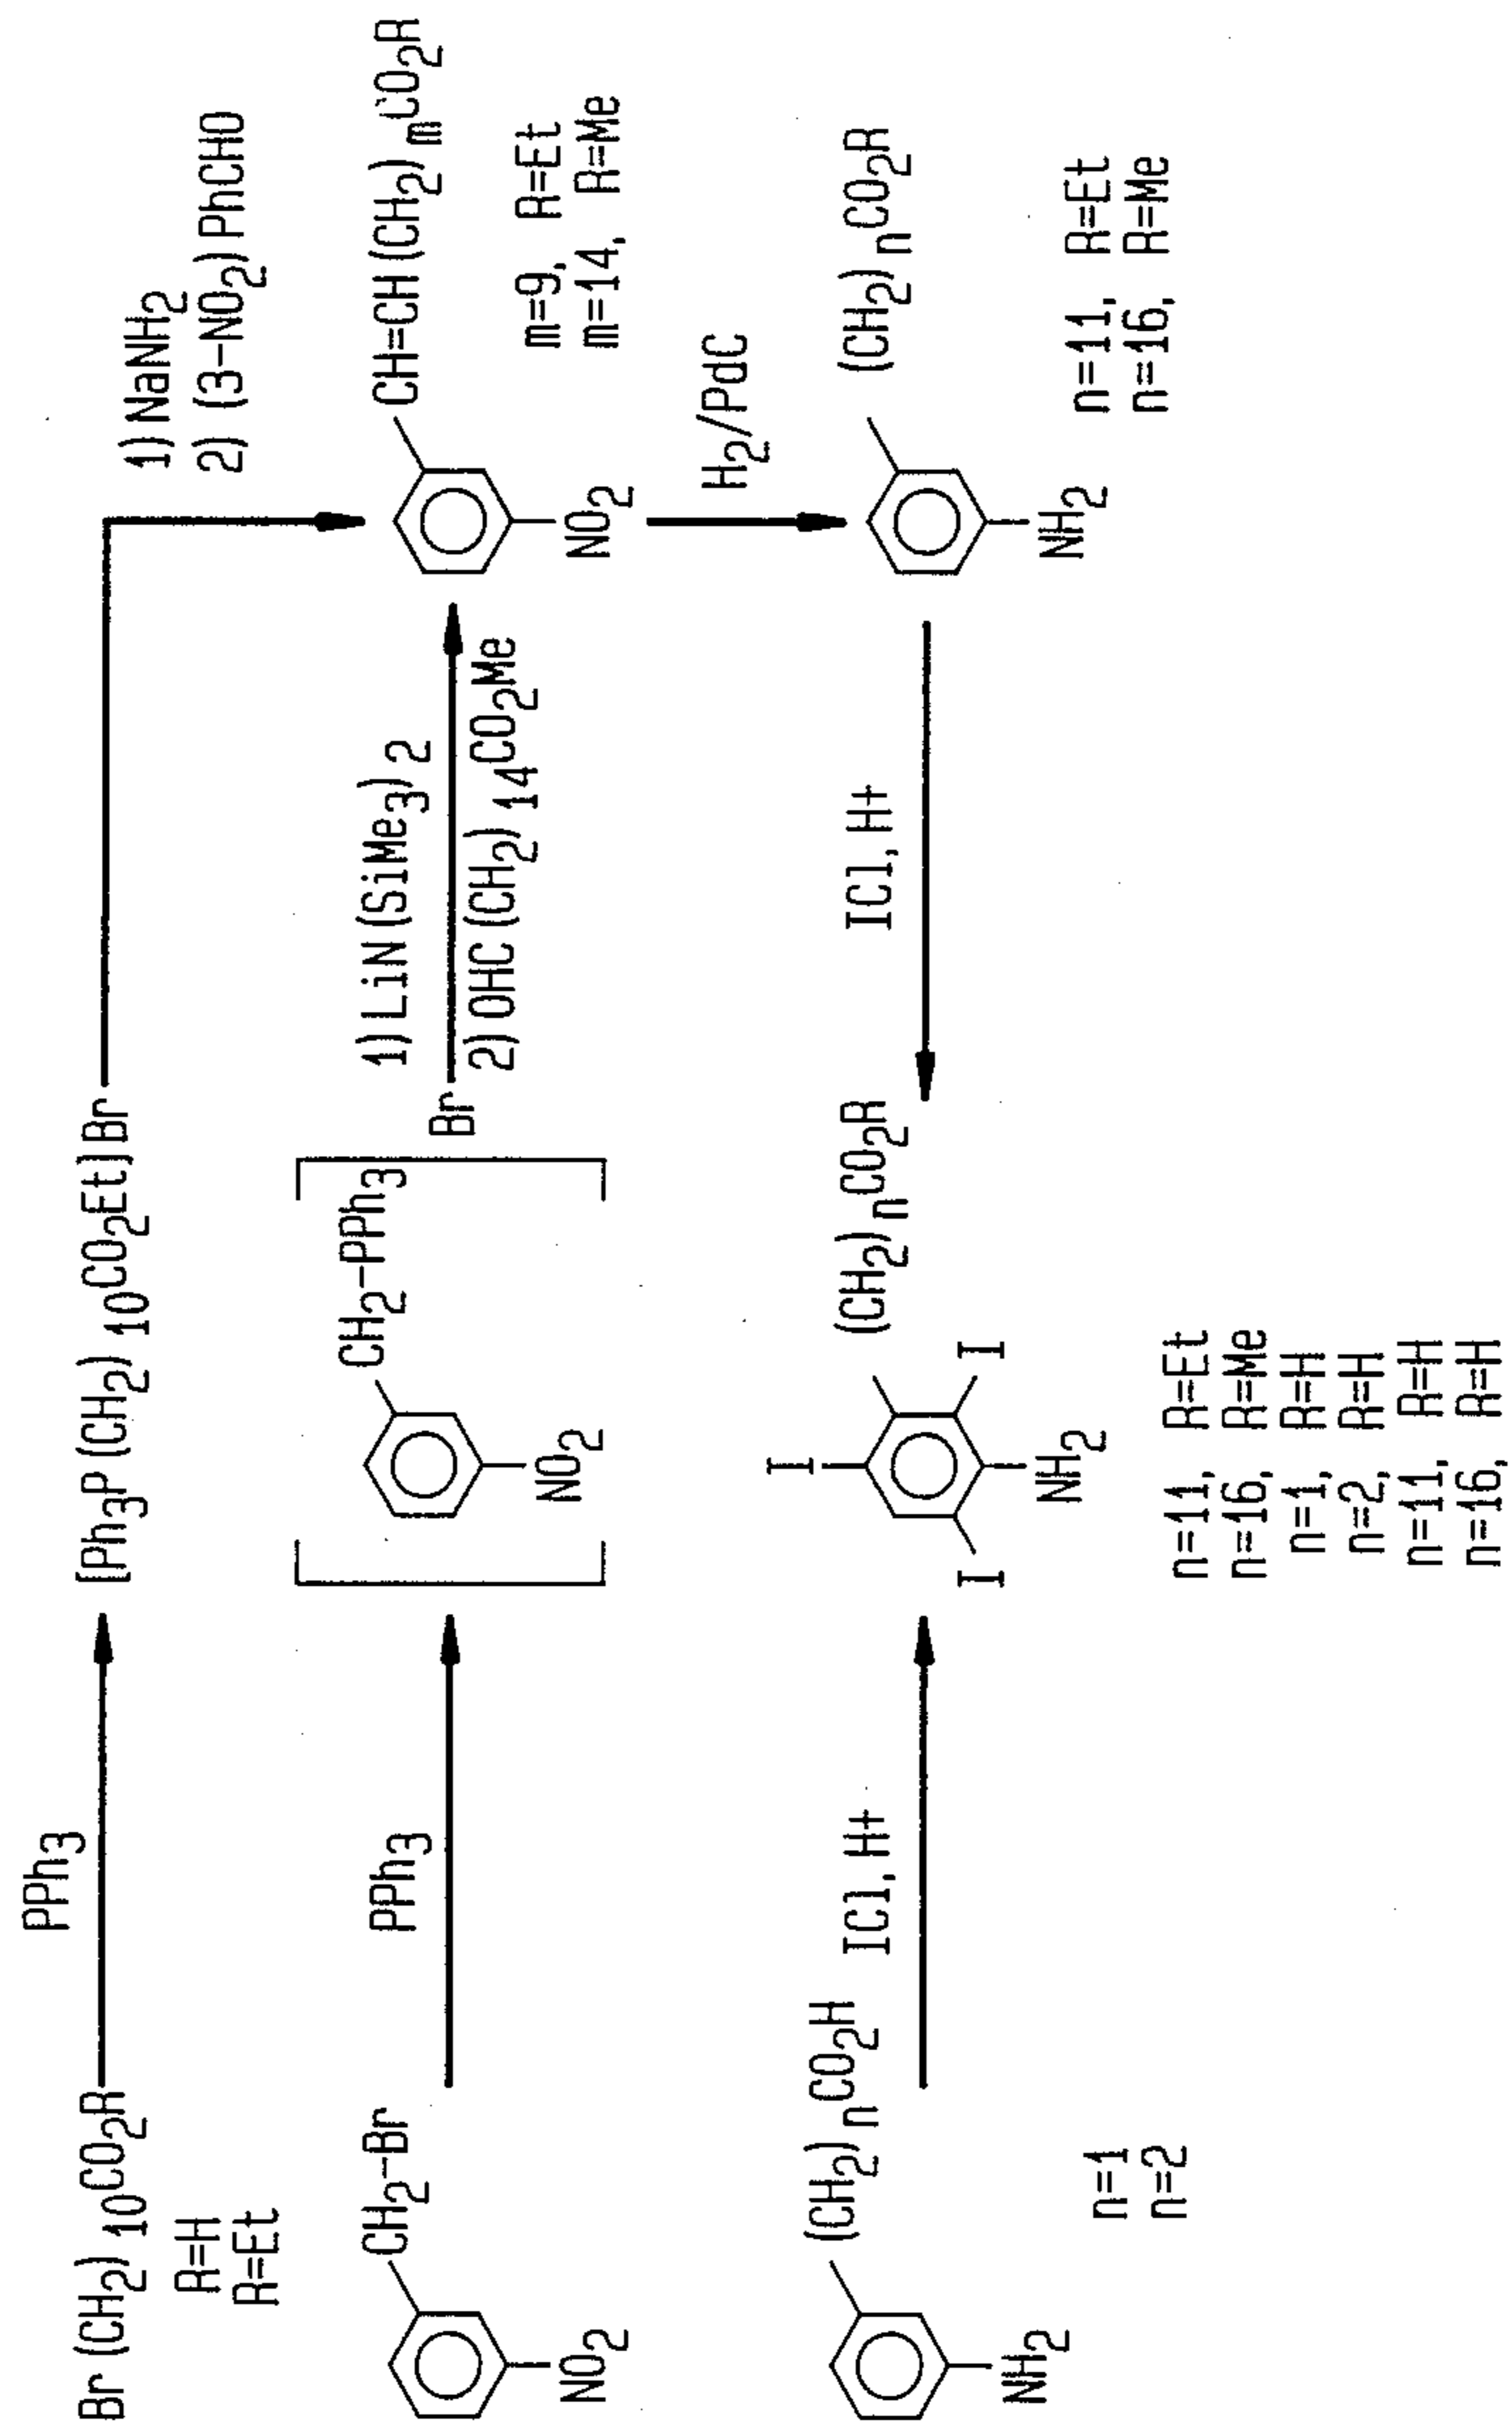 Br(CH2)10CO2R
R=H
R=Et
PPh3
[Ph3P(CH2)10CO2Et]Br
1) NaNH2
2) (3-NO2)PhCHO
CH2-Br
NO2
PPh3
CH2-PPh3
NO2
Br
1) LiN(SiMe3)2
2) OHC(CH2)14CO2Me
CH=CH(CH2)mCO2R
NO2
m=9, R=Et
m=14, R=Me
H2/PdC
(CH2)nCO2H
NH2
n=1
n=2
ICl, H+
(CH2)nCO2R
I
I
I
NH2
n=11, R=Et
n=16, R=Me
n=1, R=H
n=2, R=H
n=11, R=H
n=16, R=H
ICl, H+
(CH2)nCO2R
NH2
n=11, R=Et
n=16, R=Me